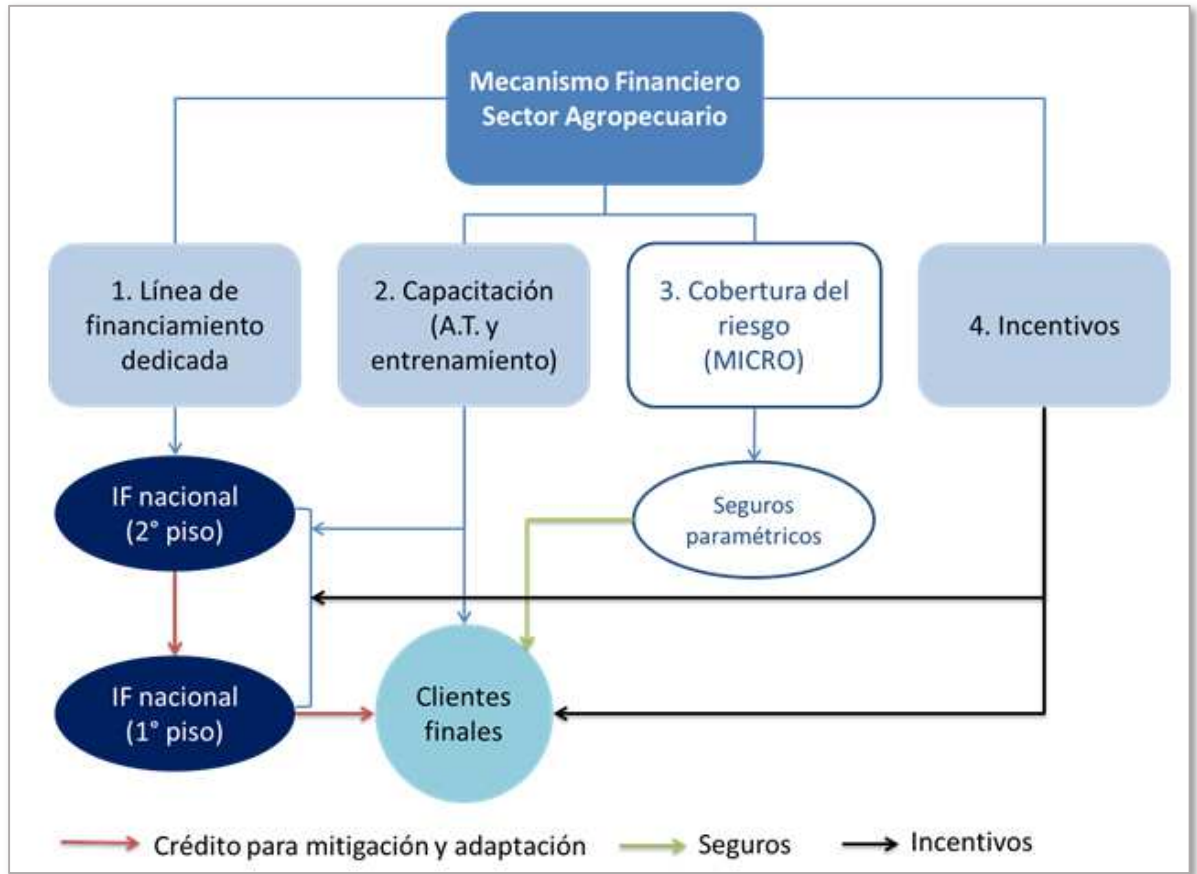 Mecanismo Financiero
Sector Agropecuario
1. Línea de
financiamiento
dedicada
2. Capacitación
(A.T. y
entrenamiento)
3. Cobertura del
riesgo
(MICRO)
4. Incentivos
IF nacional
(2° piso)
Seguros
paramétricos
IF nacional
(1° piso)
Clientes
finales
Crédito para mitigación y adaptación
Seguros
Incentivos